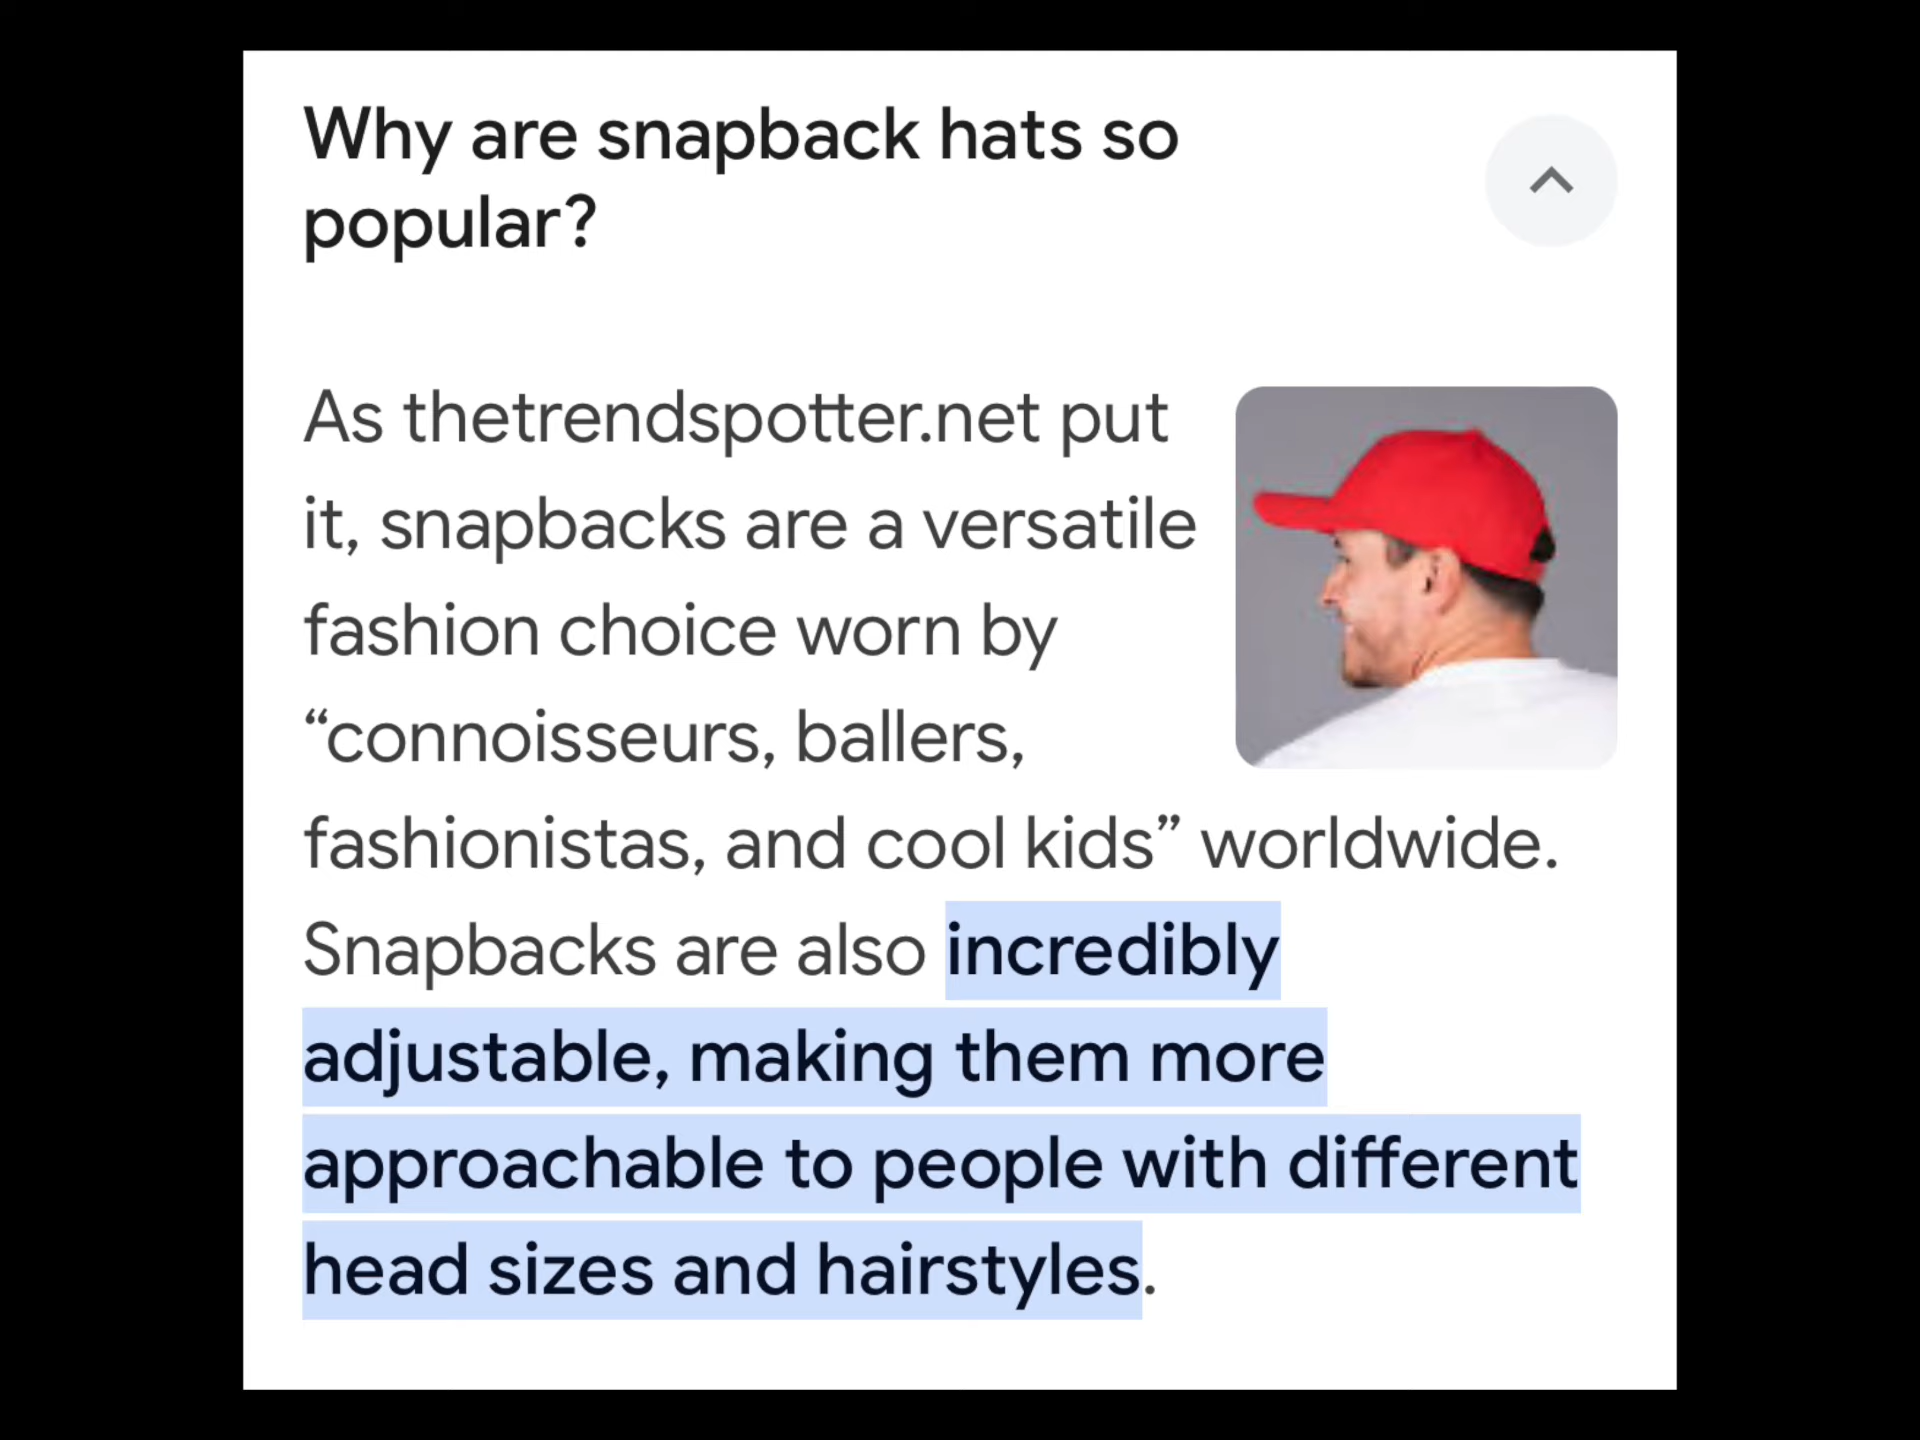 Why are snapback hats so
popular?
As thetrendspotter.net put
it, snapbacks are a versatile
fashion choice worn by
“connoisseurs, ballers,
fashionistas, and cool kids” worldwide.
Snapbacks are also incredibly
adjustable, making them more
approachable to people with different
head sizes and hairstyles.